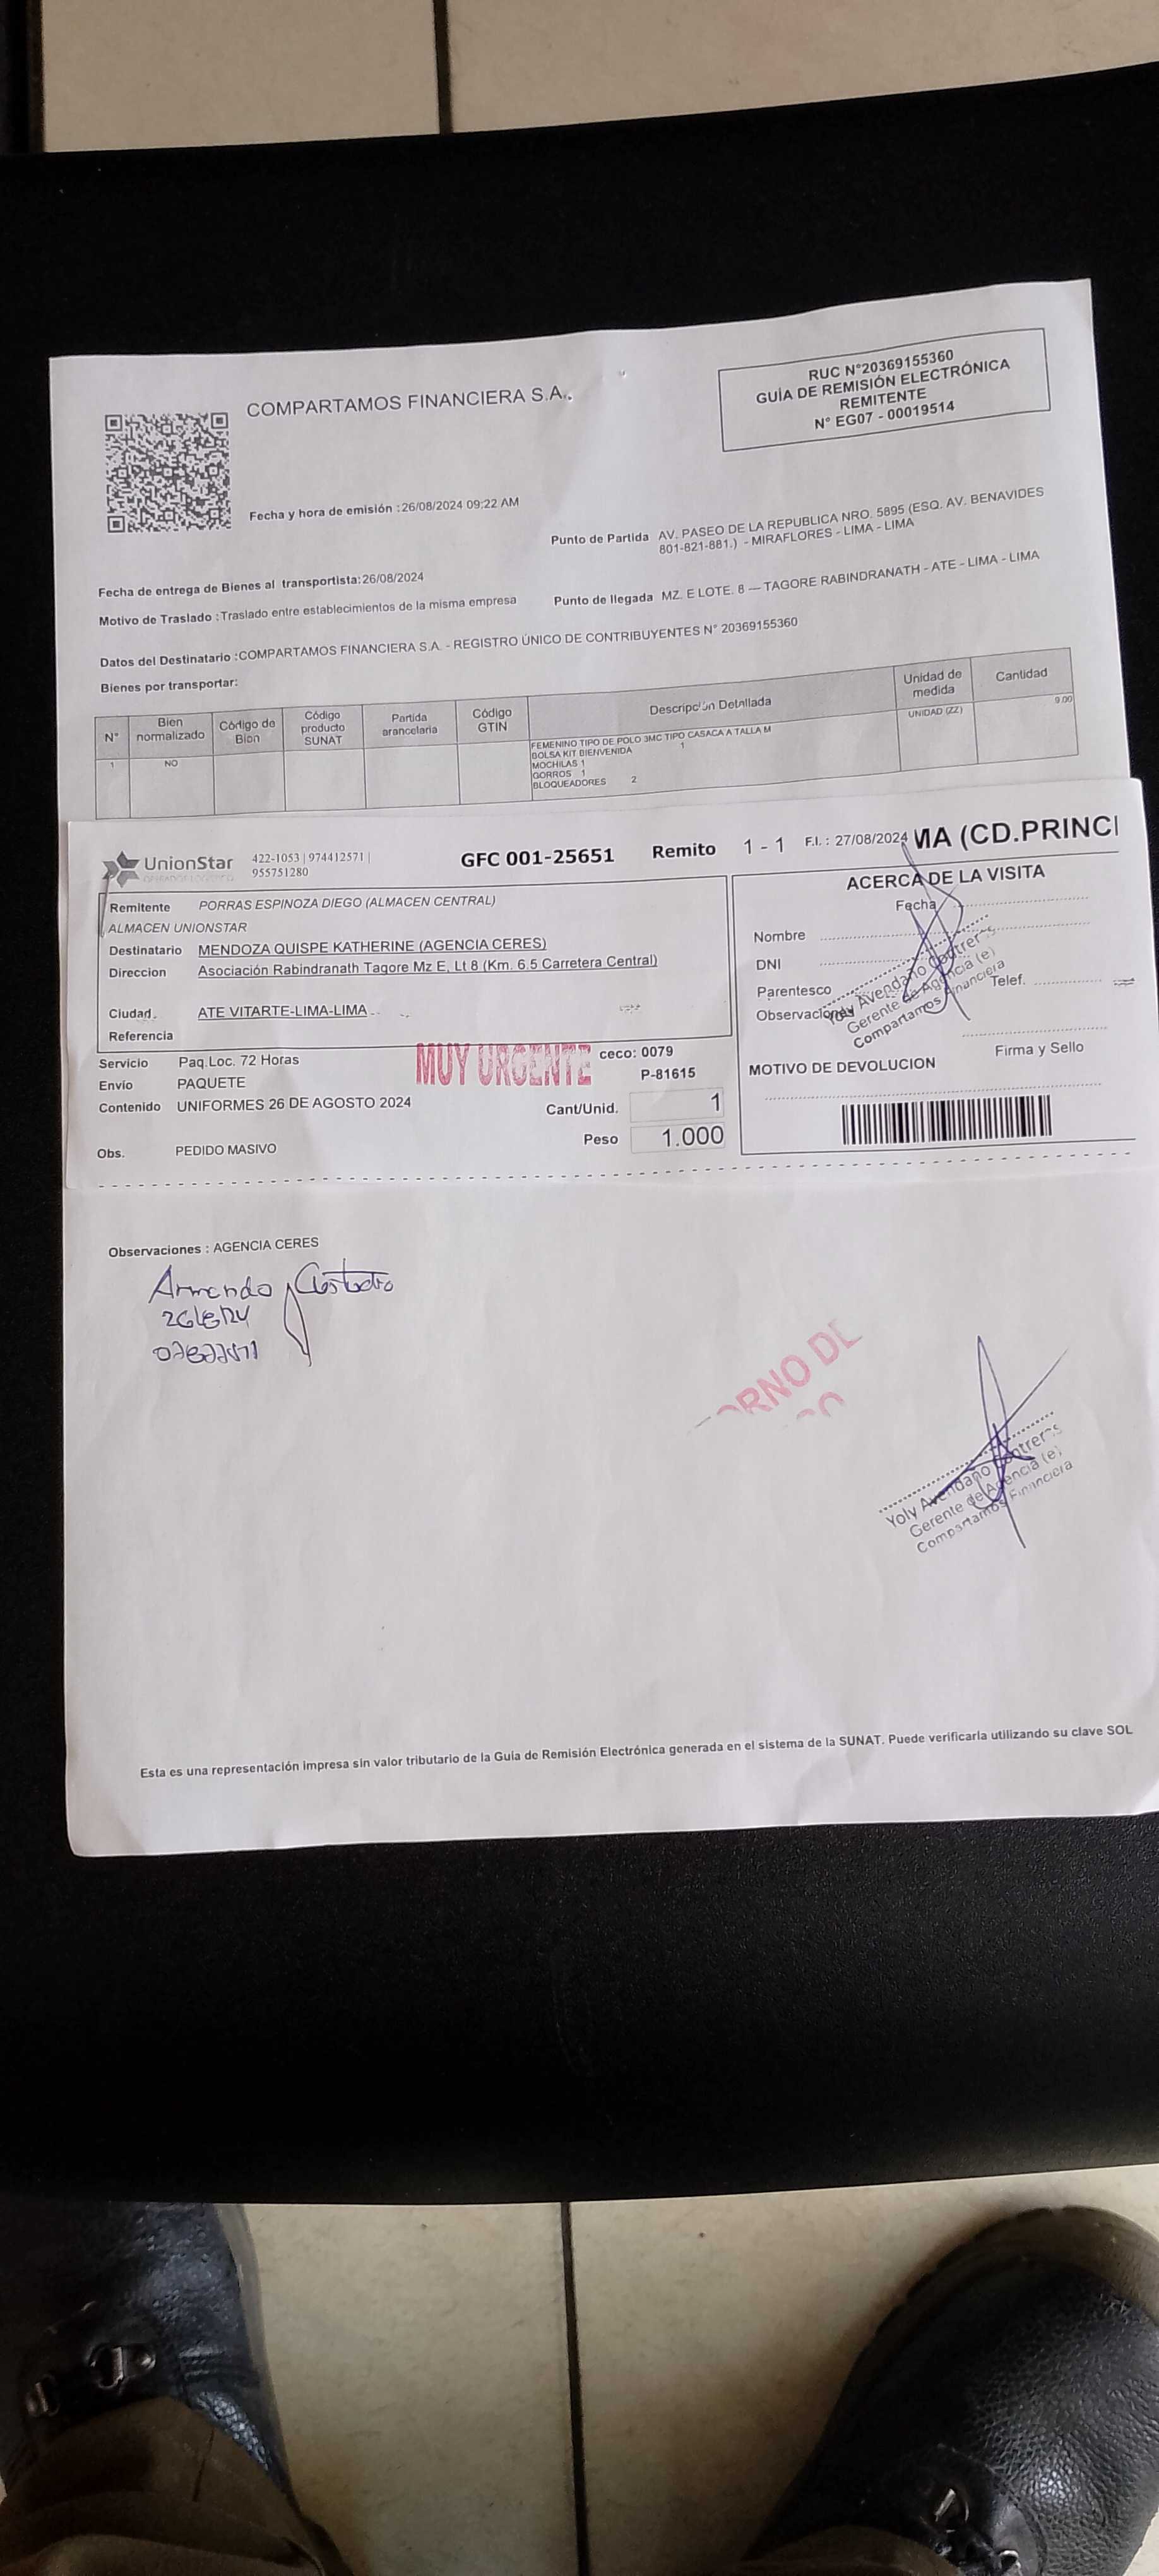 COMPARTAMOS FINANCIERA S.A.
RUC N°20369155360
GUÍA DE REMISIÓN ELECTRÓNICA
REMITENTE
N° EG07 - 00019514
Fecha y hora de emisión :26/08/2024 09:22 AM
Punto de Partida AV. PASEO DE LA REPUBLICA NRO. 5895 (ESQ. AV. BENAVIDES
801-821-881.) - MIRAFLORES - LIMA - LIMA
Fecha de entrega de Bienes al transportista:26/08/2024
Motivo de Traslado :Traslado entre establecimientos de la misma empresa
Punto de llegada MZ. E LOTE. 8 — TAGORE RABINDRANATH - ATE - LIMA - LIMA
Datos del Destinatario :COMPARTAMOS FINANCIERA S.A. - REGISTRO ÚNICO DE CONTRIBUYENTES N° 20369155360
Bienes por transportar:
N° Bien normalizado Código de Bien Código producto SUNAT Partida arancelaria Código GTIN Descripción Detallada Unidad de medida Cantidad
1 NO FEMENINO TIPO DE POLO 3MC TIPO CASACA A TALLA M UNIDAD (ZZ) 9.00
BOLSA KIT BIENVENIDA 1
MOCHILAS 1
GORROS 1
BLOQUEADORES 2
UnionStar 422-1053 | 974412571 |
955751280
GFC 001-25651 Remito 1 - 1 F.I.: 27/08/2024 MA (CD.PRINCI
Remitente PORRAS ESPINOZA DIEGO (ALMACEN CENTRAL)
ALMACEN UNIONSTAR
Destinatario MENDOZA QUISPE KATHERINE (AGENCIA CERES)
Direccion Asociación Rabindranath Tagore Mz E, Lt 8 (Km. 6.5 Carretera Central)
Ciudad. ATE VITARTE-LIMA-LIMA
Referencia
Servicio Paq.Loc. 72 Horas
Envio PAQUETE
Contenido UNIFORMES 26 DE AGOSTO 2024
Obs. PEDIDO MASIVO
MUY URGENTE
ceco: 0079
P-81615
Cant/Unid. 1
Peso 1.000
ACERCA DE LA VISITA
Fecha
Nombre
DNI
Parentesco Telef.
Observaciones
Yoly Avendaño Contreras
Gerente de Agencia (e)
Compartamos Financiera
Firma y Sello
MOTIVO DE DEVOLUCION
Observaciones : AGENCIA CERES
Armando Custodio
26/8/24
ORNO DE
Yoly Avendaño Contreras
Gerente de Agencia (e)
Compartamos Financiera
Esta es una representación impresa sin valor tributario de la Guía de Remisión Electrónica generada en el sistema de la SUNAT. Puede verificarla utilizando su clave SOL